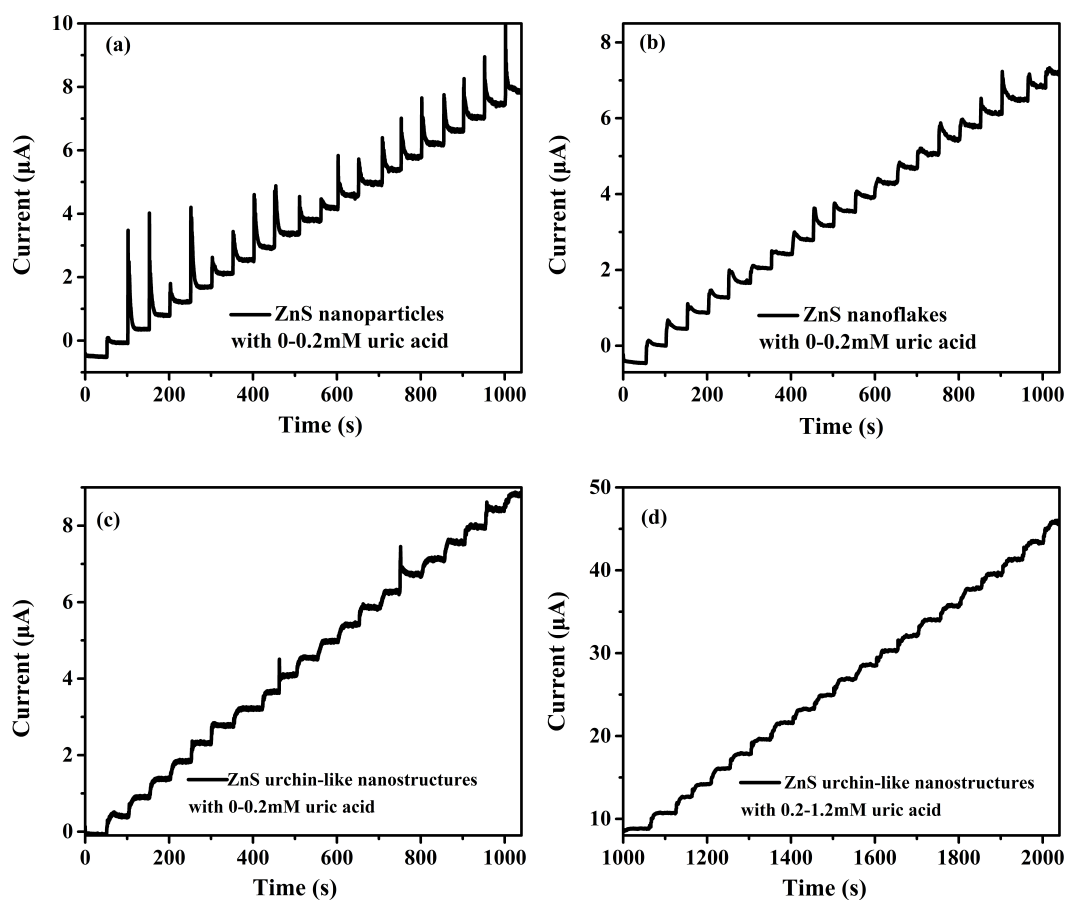 (a)
10
8
6
4
2
0
Current (μA)
0 200 400 600 800 1000
Time (s)
ZnS nanoparticles
with 0-0.2mM uric acid
(b)
8
6
4
2
0
Current (μA)
0 200 400 600 800 1000
Time (s)
ZnS nanoflakes
with 0-0.2mM uric acid
(c)
8
6
4
2
0
Current (μA)
0 200 400 600 800 1000
Time (s)
ZnS urchin-like nanostructures
with 0-0.2mM uric acid
(d)
50
40
30
20
10
Current (μA)
1000 1200 1400 1600 1800 2000
Time (s)
ZnS urchin-like nanostructures
with 0.2-1.2mM uric acid